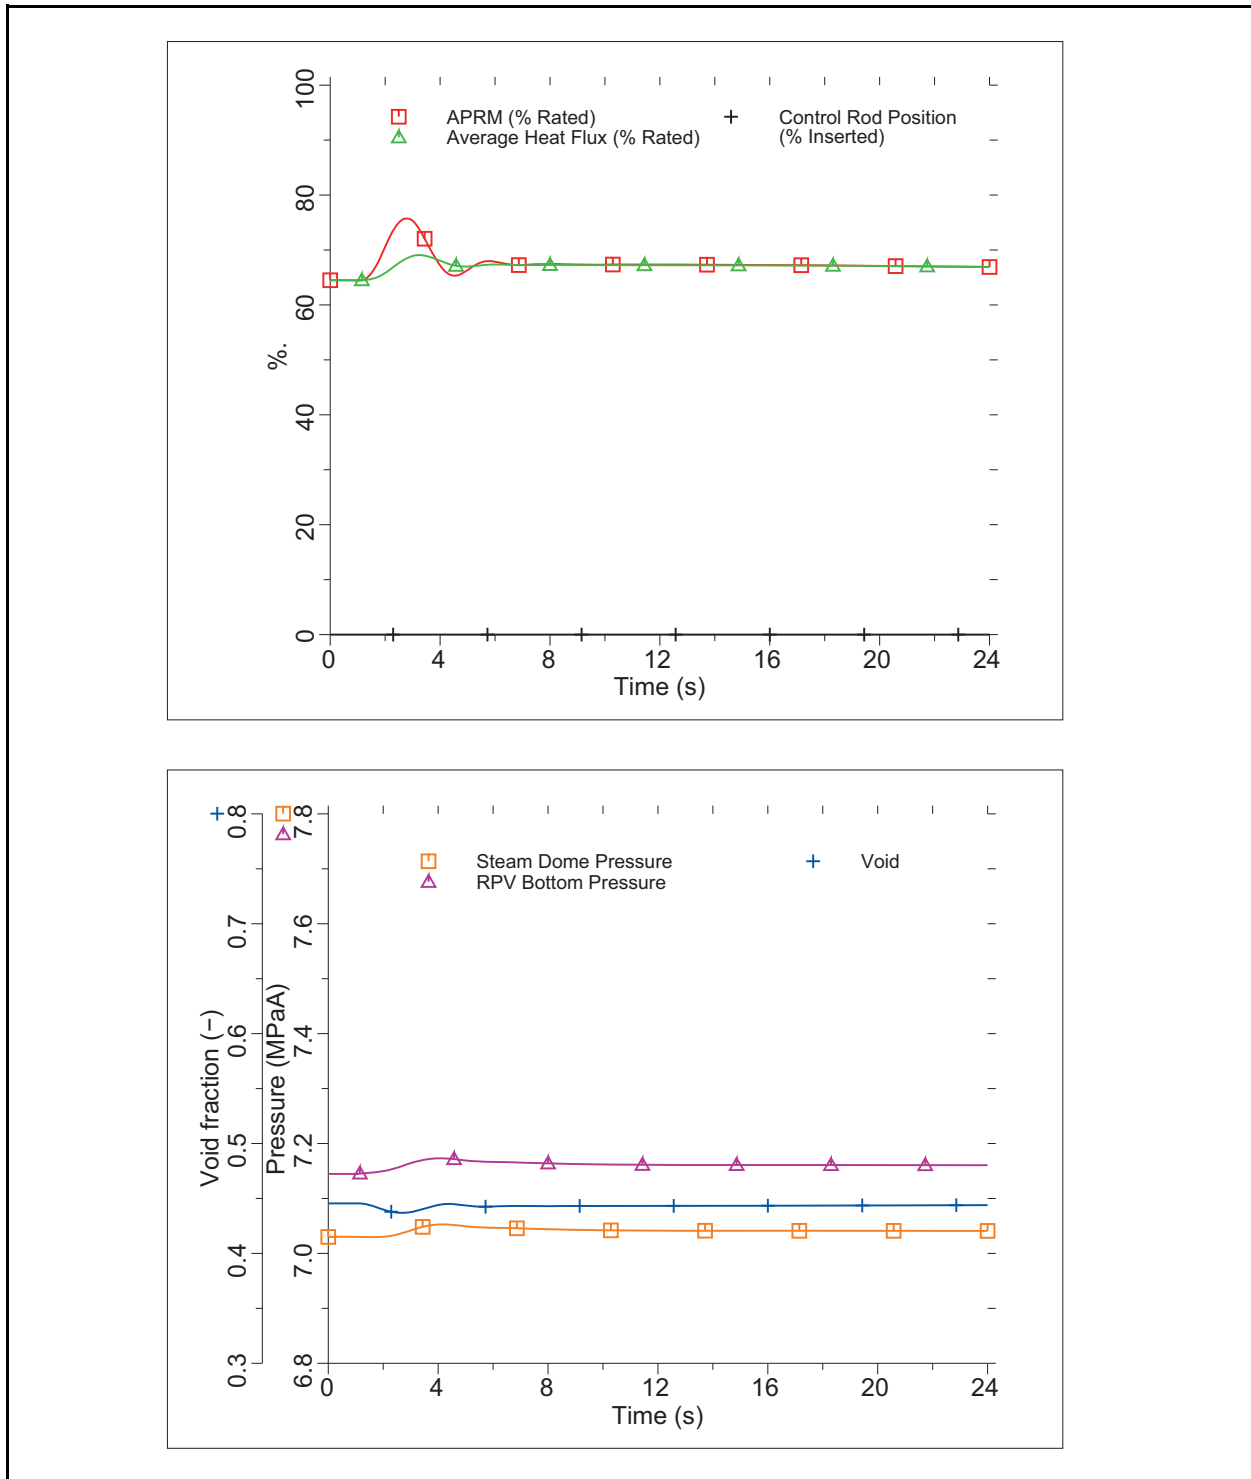 100
80
60
40
20
0
%.
APRM (% Rated)
Average Heat Flux (% Rated)
Control Rod Position
(% Inserted)
0 4 8 12 16 20 24
Time (s)
0.8
0.7
0.6
0.5
0.4
0.3
Void fraction (−)
7.8
7.6
7.4
7.2
7.0
6.8
Pressure (MPaA)
Steam Dome Pressure
RPV Bottom Pressure
Void
0 4 8 12 16 20 24
Time (s)